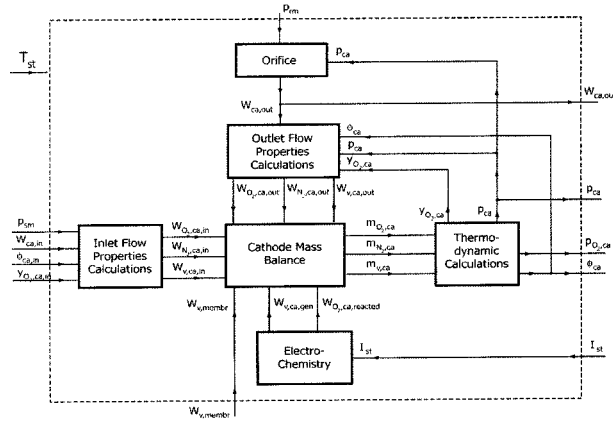 p_rm
T_st
Orifice
p_ca
W_ca,out
W_ca,out
Outlet Flow
Properties
Calculations
Φ_ca
p_ca
y_O₂,ca
W_O₂,ca,out
W_N₂,ca,out
W_v,ca,out
y_O₂,ca
p_ca
p_ca
p_sm
W_ca,in
Φ_ca,in
y_O₂,ca,in
Inlet Flow
Properties
Calculations
W_O₂,ca,in
W_N₂,ca,in
W_v,ca,in
Cathode Mass
Balance
m_O₂,ca
m_N₂,ca
m_v,ca
Thermo-
dynamic
Calculations
p_O₂,ca
Φ_ca
W_v,membr
W_v,ca,gen
W_O₂,ca,reacted
Electro-
Chemistry
I_st
I_st
W_v,membr